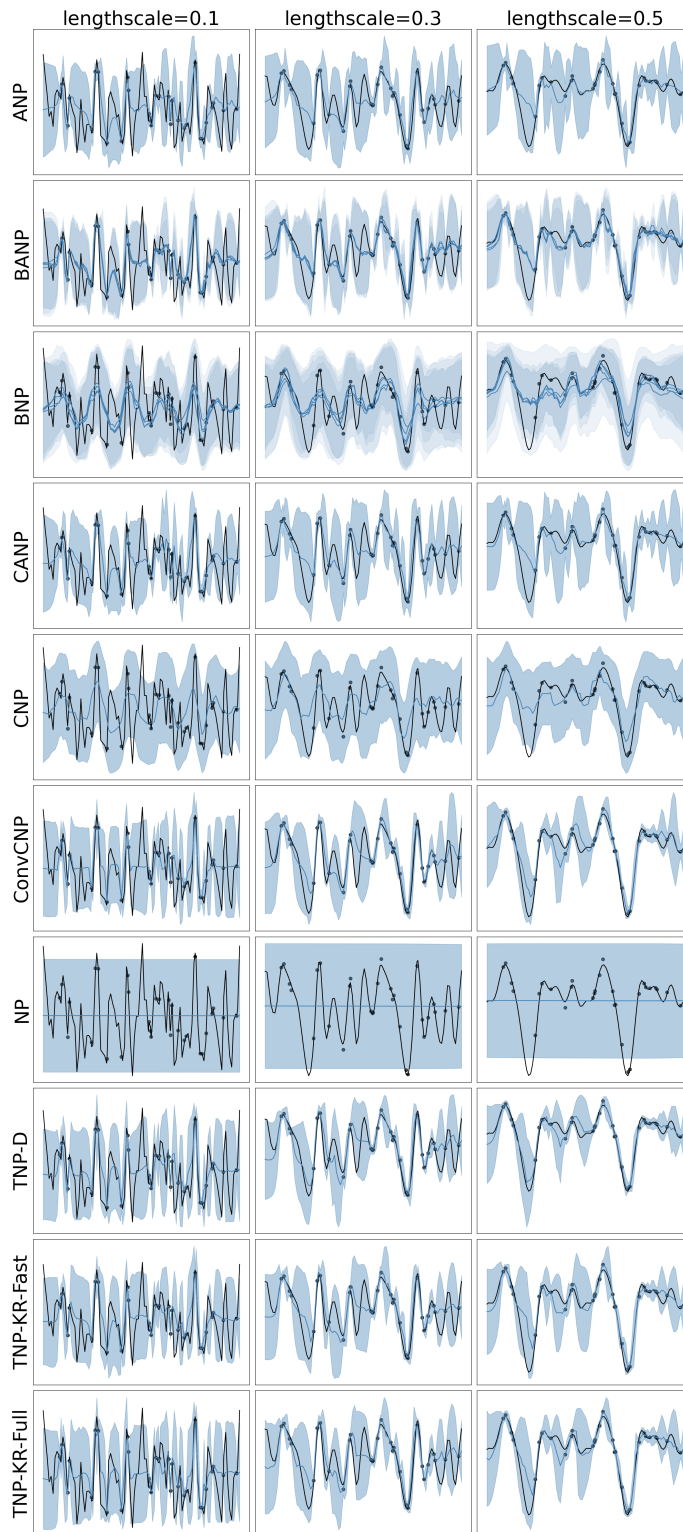 lengthscale=0.1 lengthscale=0.3 lengthscale=0.5
ANP
BANP
BNP
CANP
CNP
ConvCNP
NP
TNP-D
TNP-KR-Fast
TNP-KR-Full